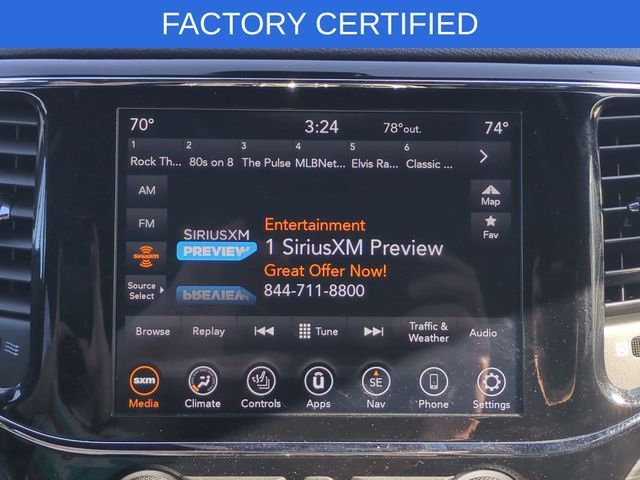 FACTORY CERTIFIED
70° 3:24 78°out. 74°
1 2 3 4 5 6
Rock Th... 80s on 8 The Pulse MLBNet... Elvis Ra... Classic ...
AM
Map
FM
Fav
SiriusXM
Source
Select
SIRIUSXM
PREVIEW
Entertainment
1 SiriusXM Preview
Great Offer Now!
844-711-8800
PREVIEW
Browse Replay Tune Traffic & Weather Audio
sxm U SE
Media Climate Controls Apps Nav Phone Settings